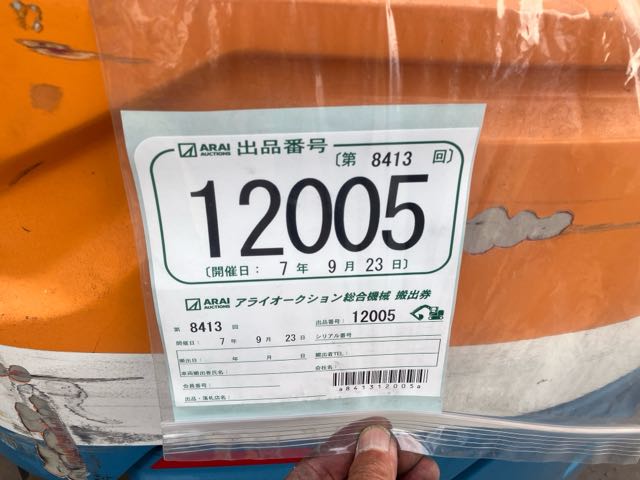 ARAI AUCTIONS 出品番号
〔第 8413 回〕
12005
〔開催日： 7 年 9 月 23 日〕
ARAI AUCTIONS アライオークション総合機械 搬出券
第 8413 回 出品番号： 12005
開催日： 7 年 9 月 23 日 シリアル番号
搬出日： 年 月 日 搬出者TEL
車両搬出者氏名： 会社名：
会員番号：
出品・落札店名：
a841312005a